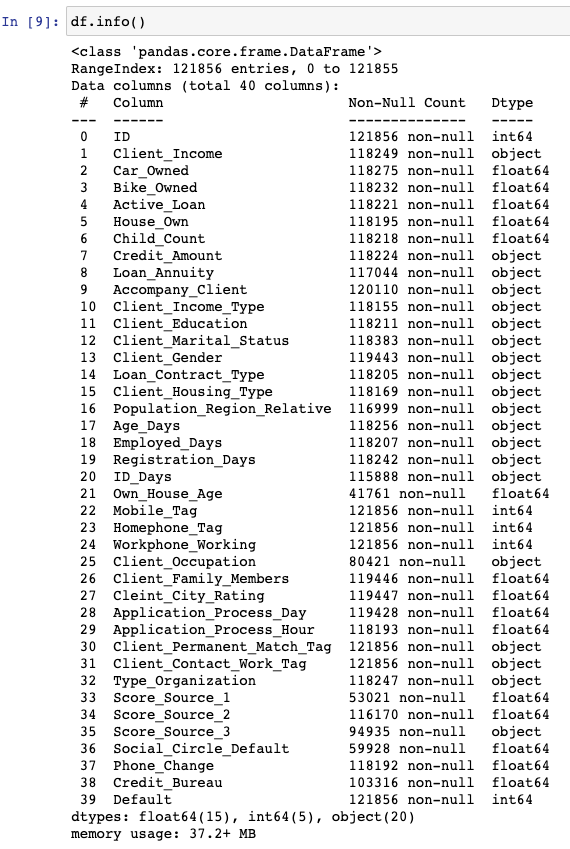 In [9]: df.info()
<class 'pandas.core.frame.DataFrame'>
RangeIndex: 121856 entries, 0 to 121855
Data columns (total 40 columns):
 #   Column                      Non-Null Count   Dtype
---  ------                      --------------   -----
 0   ID                          121856 non-null  int64
 1   Client_Income               118249 non-null  object
 2   Car_Owned                   118275 non-null  float64
 3   Bike_Owned                  118232 non-null  float64
 4   Active_Loan                 118221 non-null  float64
 5   House_Own                   118195 non-null  float64
 6   Child_Count                 118218 non-null  float64
 7   Credit_Amount               118224 non-null  object
 8   Loan_Annuity                117044 non-null  object
 9   Accompany_Client            120110 non-null  object
 10  Client_Income_Type          118155 non-null  object
 11  Client_Education            118211 non-null  object
 12  Client_Marital_Status       118383 non-null  object
 13  Client_Gender               119443 non-null  object
 14  Loan_Contract_Type          118205 non-null  object
 15  Client_Housing_Type         118169 non-null  object
 16  Population_Region_Relative  116999 non-null  object
 17  Age_Days                    118256 non-null  object
 18  Employed_Days               118207 non-null  object
 19  Registration_Days           118242 non-null  object
 20  ID_Days                     115888 non-null  object
 21  Own_House_Age               41761 non-null   float64
 22  Mobile_Tag                  121856 non-null  int64
 23  Homephone_Tag               121856 non-null  int64
 24  Workphone_Working           121856 non-null  int64
 25  Client_Occupation           80421 non-null   object
 26  Client_Family_Members       119446 non-null  float64
 27  Cleint_City_Rating          119447 non-null  float64
 28  Application_Process_Day     119428 non-null  float64
 29  Application_Process_Hour    118193 non-null  float64
 30  Client_Permanent_Match_Tag  121856 non-null  object
 31  Client_Contact_Work_Tag     121856 non-null  object
 32  Type_Organization           118247 non-null  object
 33  Score_Source_1              53021 non-null   float64
 34  Score_Source_2              116170 non-null  float64
 35  Score_Source_3              94935 non-null   object
 36  Social_Circle_Default       59928 non-null   float64
 37  Phone_Change                118192 non-null  float64
 38  Credit_Bureau               103316 non-null  float64
 39  Default                     121856 non-null  int64
dtypes: float64(15), int64(5), object(20)
memory usage: 37.2+ MB